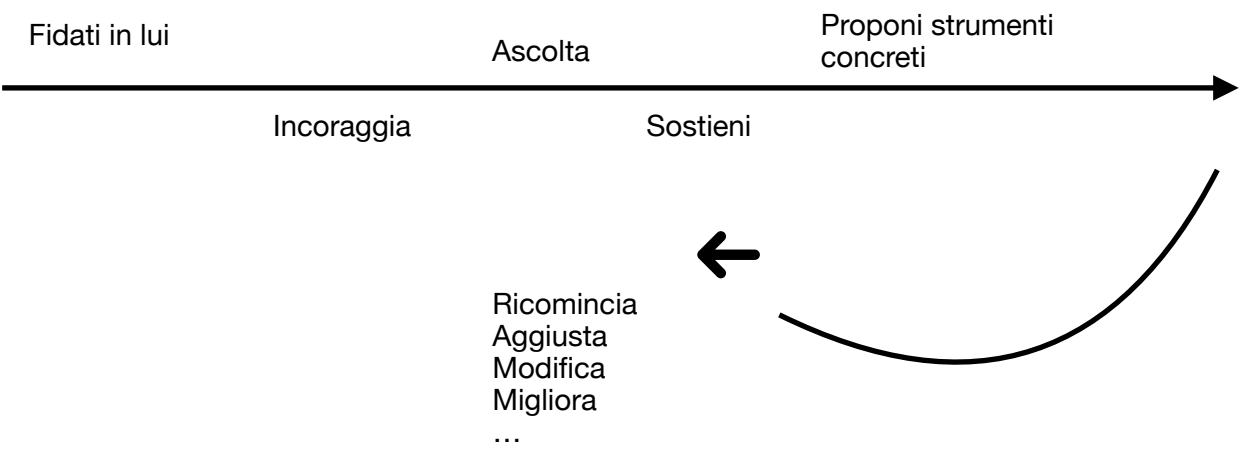 Fidati in lui
Ascolta
Proponi strumenti
concreti
Incoraggia
Sostieni
Ricomincia
Aggiusta
Modifica
Migliora
…